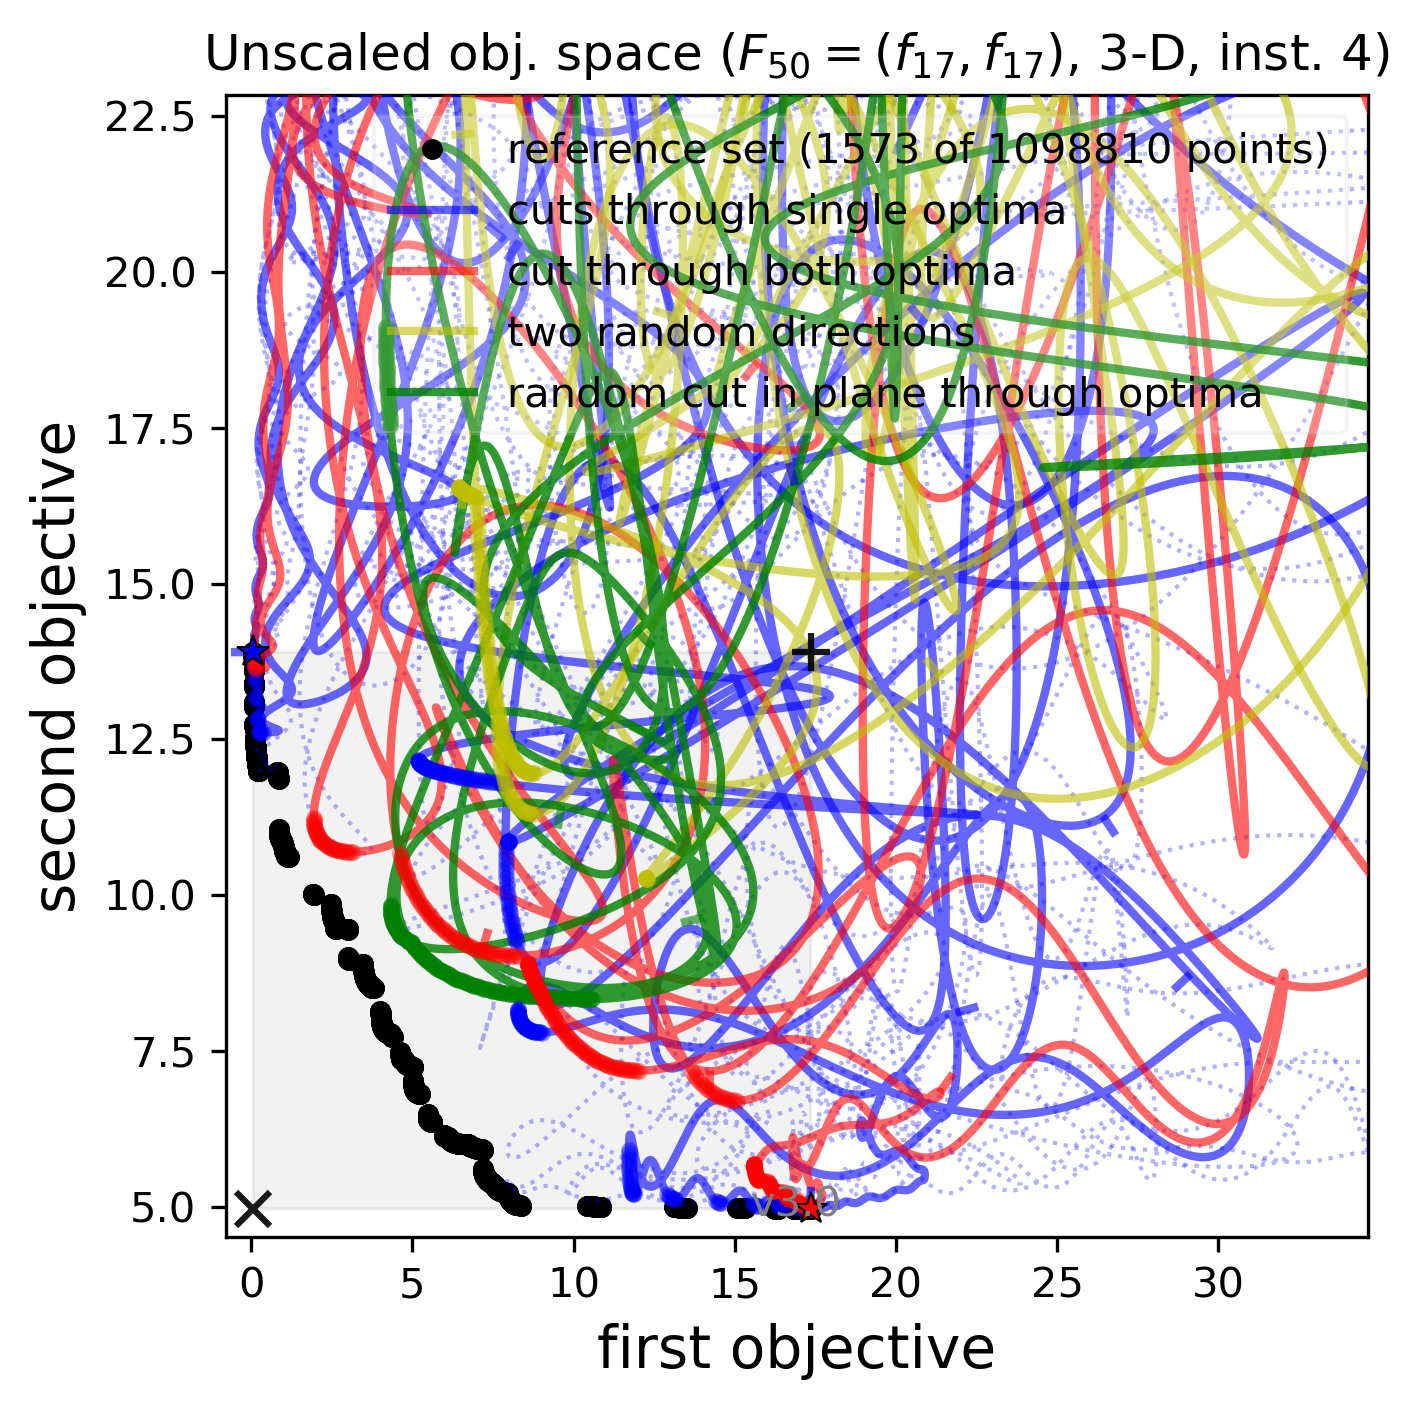 Unscaled obj. space (F50 = (f17, f17), 3-D, inst. 4)
22.5
20.0
17.5
15.0
12.5
10.0
7.5
5.0
second objective
reference set (1573 of 1098810 points)
cuts through single optima
cut through both optima
two random directions
random cut in plane through optima
v3.0
0 5 10 15 20 25 30
first objective